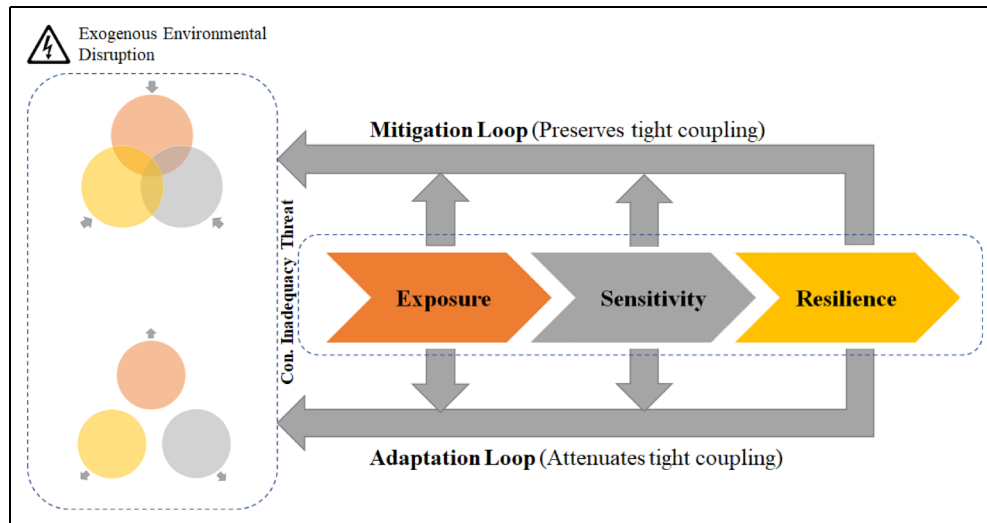 Exogenous Environmental
Disruption
Mitigation Loop (Preserves tight coupling)
Con. Inadequacy Threat
Exposure
Sensitivity
Resilience
Adaptation Loop (Attenuates tight coupling)